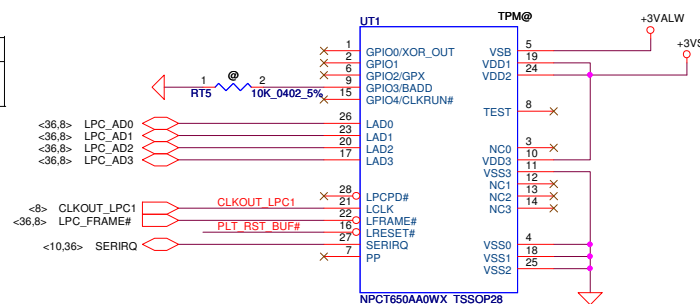 TPM@
UT1
+3VALW
+3VS
1 GPIO0/XOR_OUT VSB 5
2 GPIO1 VDD1 19
6 GPIO2/GPX VDD2 24
1 @ 2 9 GPIO3/BADD
RT5 10K_0402_5% 15 GPIO4/CLKRUN#
TEST 8
<36,8> LPC_AD0 26 LAD0
<36,8> LPC_AD1 23 LAD1
<36,8> LPC_AD2 20 LAD2 NC0 3
<36,8> LPC_AD3 17 LAD3 VDD3 10
VSS3 11
NC1 12
28 LPCPD# NC2 13
<8> CLKOUT_LPC1 CLKOUT_LPC1 21 LCLK NC3 14
<36,8> LPC_FRAME# 22 LFRAME#
PLT_RST_BUF# 16 LRESET#
<10,36> SERIRQ 27 SERIRQ VSS0 4
7 PP VSS1 18
VSS2 25
NPCT650AA0WX_TSSOP28